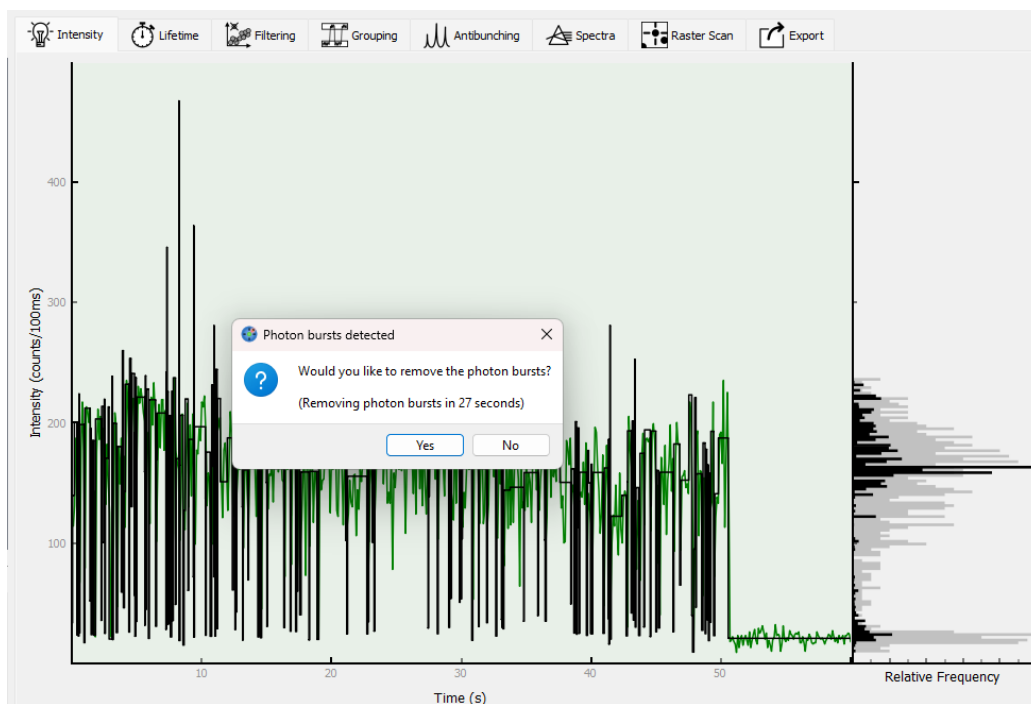 Intensity Lifetime Filtering Grouping Antibunching Spectra Raster Scan Export
400
300
200
100
Intensity (counts/100ms)
Photon bursts detected
Would you like to remove the photon bursts?
(Removing photon bursts in 27 seconds)
Yes No
10 20 30 40 50
Time (s)
Relative Frequency